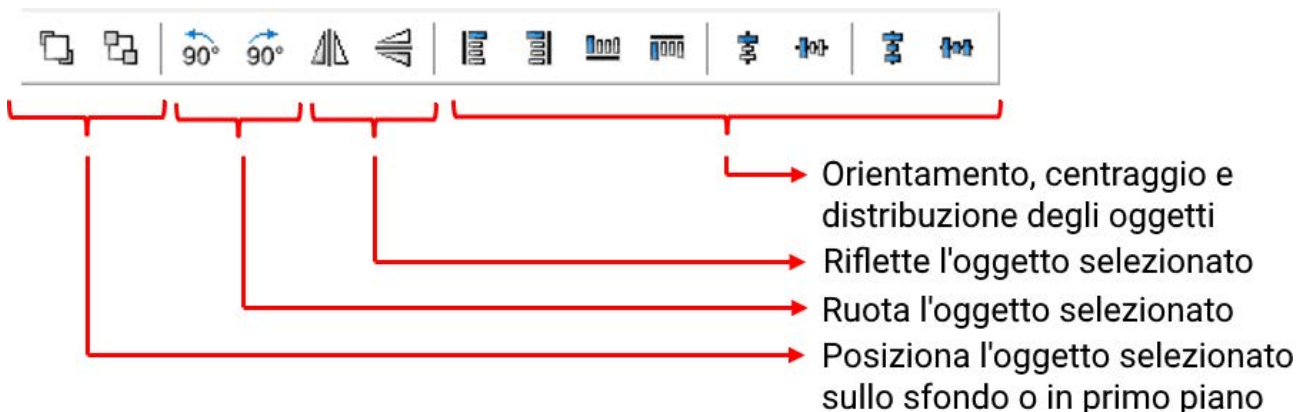 90° 90°
Orientamento, centraggio e
distribuzione degli oggetti
Riflette l'oggetto selezionato
Ruota l'oggetto selezionato
Posiziona l'oggetto selezionato
sullo sfondo o in primo piano